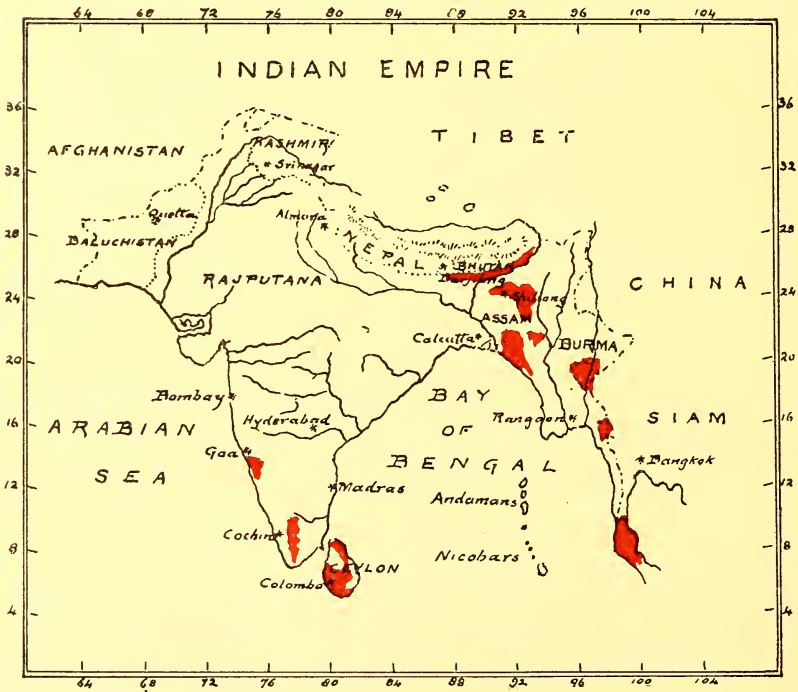 64 68 72 76 80 84 88 92 96 100 104
INDIAN EMPIRE
36 36
TIBET
AFGHANISTAN
KASHMIR
Srinagar
32 32
Quetta
Almora
28 28
BALUCHISTAN
NEPAL
BHUTAN
Darjiling
RAJPUTANA
CHINA
24 24
Shillong
ASSAM
Calcutta
BURMA
20 20
Bombay
BAY
Hyderabad
Rangoon
16 16
ARABIAN
OF
SIAM
Goa
BENGAL
Bangkok
SEA
12 12
Madras
Andamans
Cochin
8 8
Nicobars
CEYLON
Colombo
4 4
64 68 72 76 80 84 88 92 96 100 104